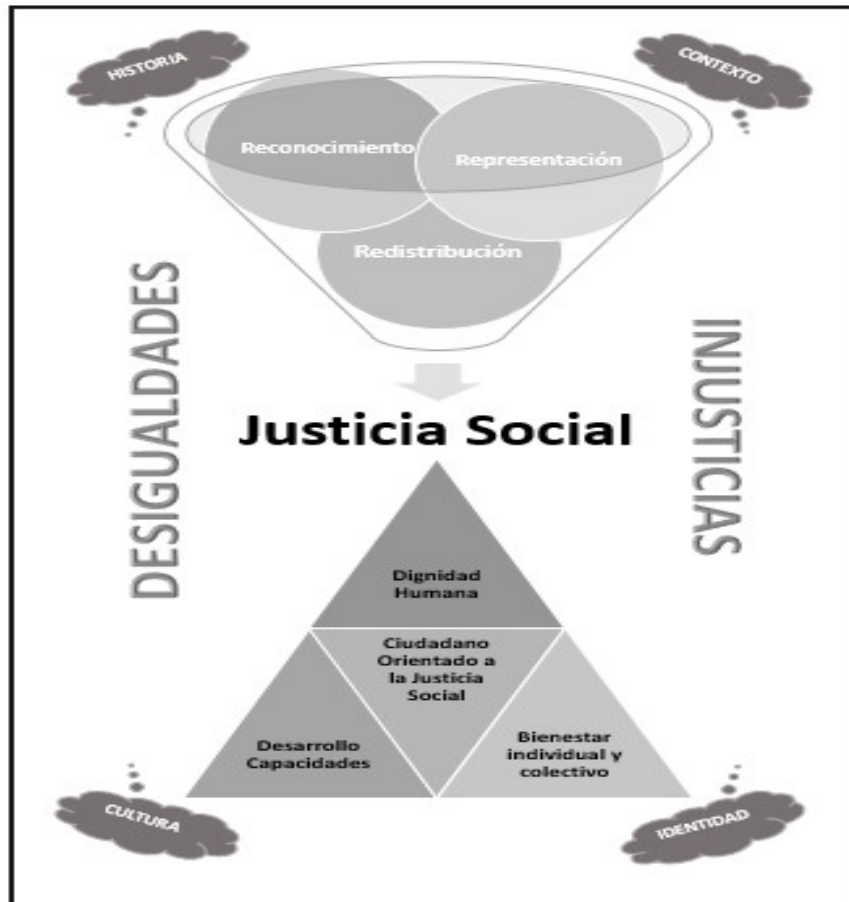 HISTORIA
CONTEXTO
Reconocimiento
Representación
Redistribución
DESIGUALDADES
INJUSTICIAS
Justicia Social
Dignidad
Humana
Ciudadano
Orientado a
la Justicia
Social
Desarrollo
Capacidades
Bienestar
individual y
colectivo
CULTURA
IDENTIDAD